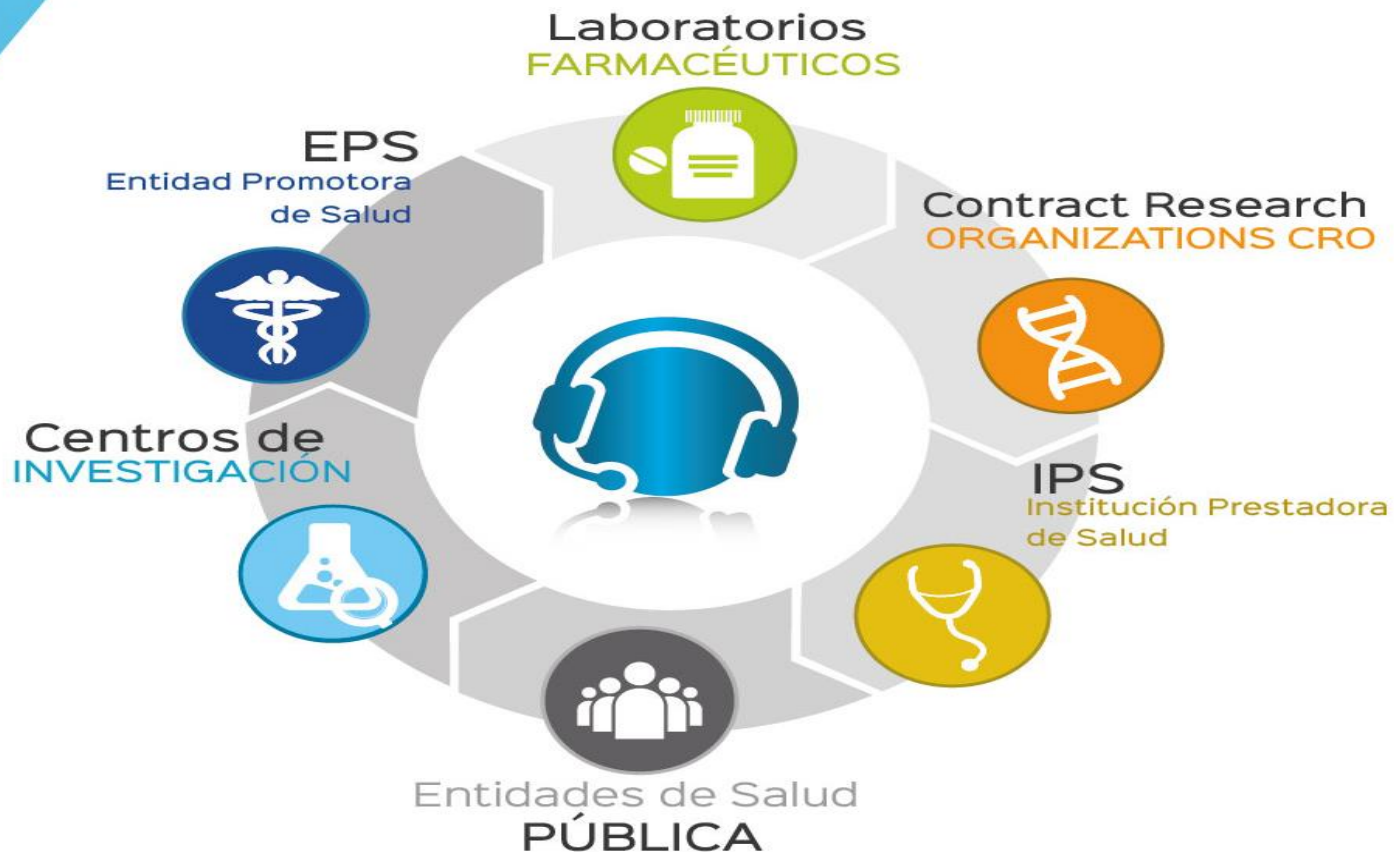 Laboratorios
FARMACÉUTICOS
EPS
Entidad Promotora
de Salud
Contract Research
ORGANIZATIONS CRO
Centros de
INVESTIGACIÓN
IPS
Institución Prestadora
de Salud
Entidades de Salud
PÚBLICA